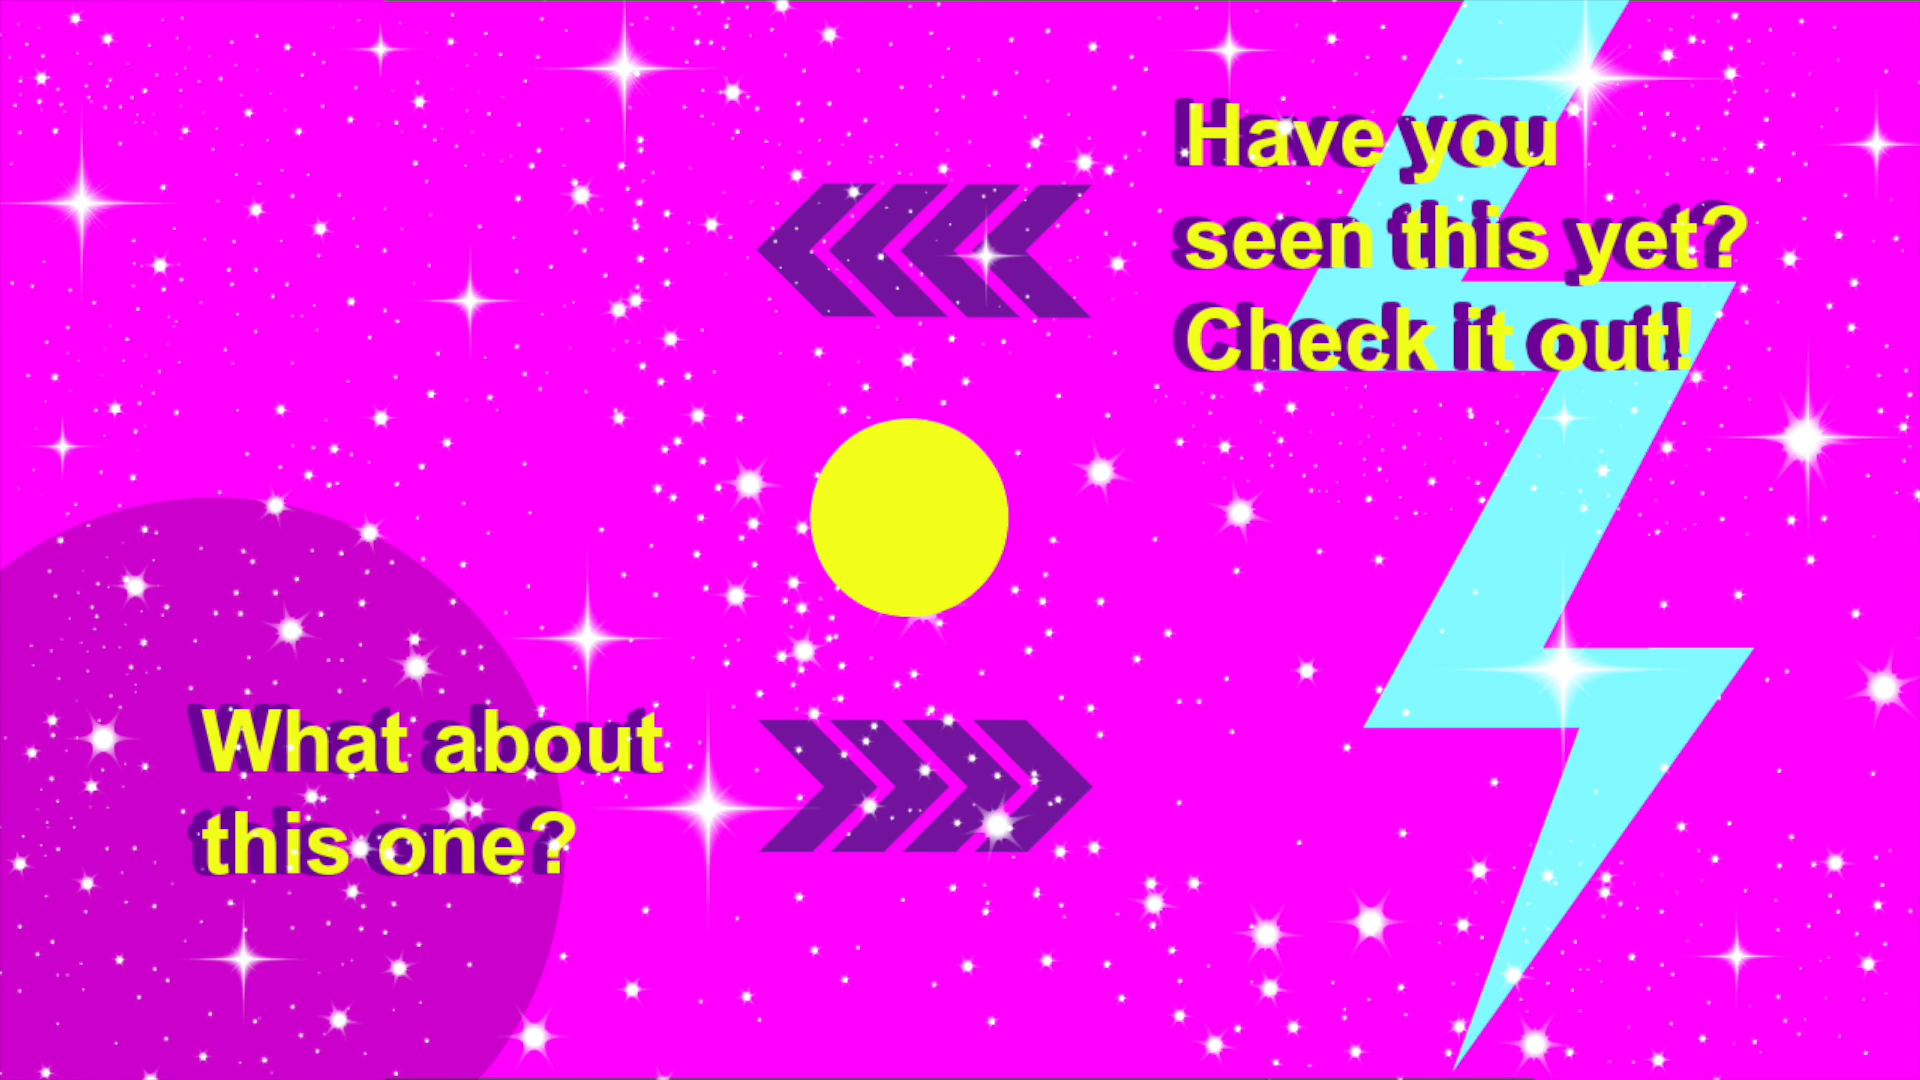 Have you
seen this yet?
Check it out!
What about
this one?